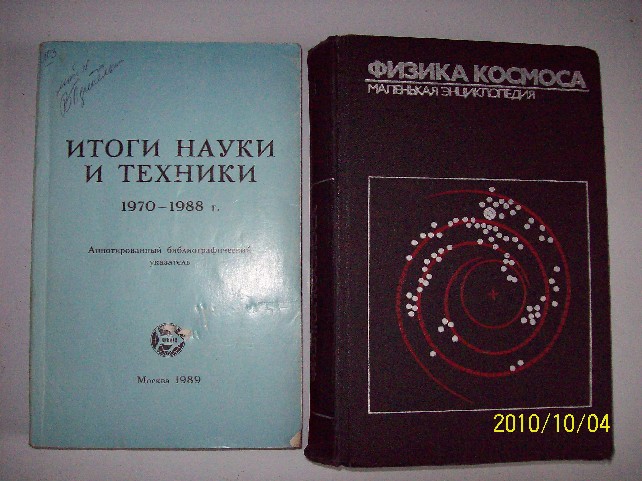 ИТОГИ НАУКИ
И ТЕХНИКИ
1970–1988 г.
Аннотированный библиографический
указатель
Москва 1989
ФИЗИКА КОСМОСА
МАЛЕНЬКАЯ ЭНЦИКЛОПЕДИЯ
2010/10/04